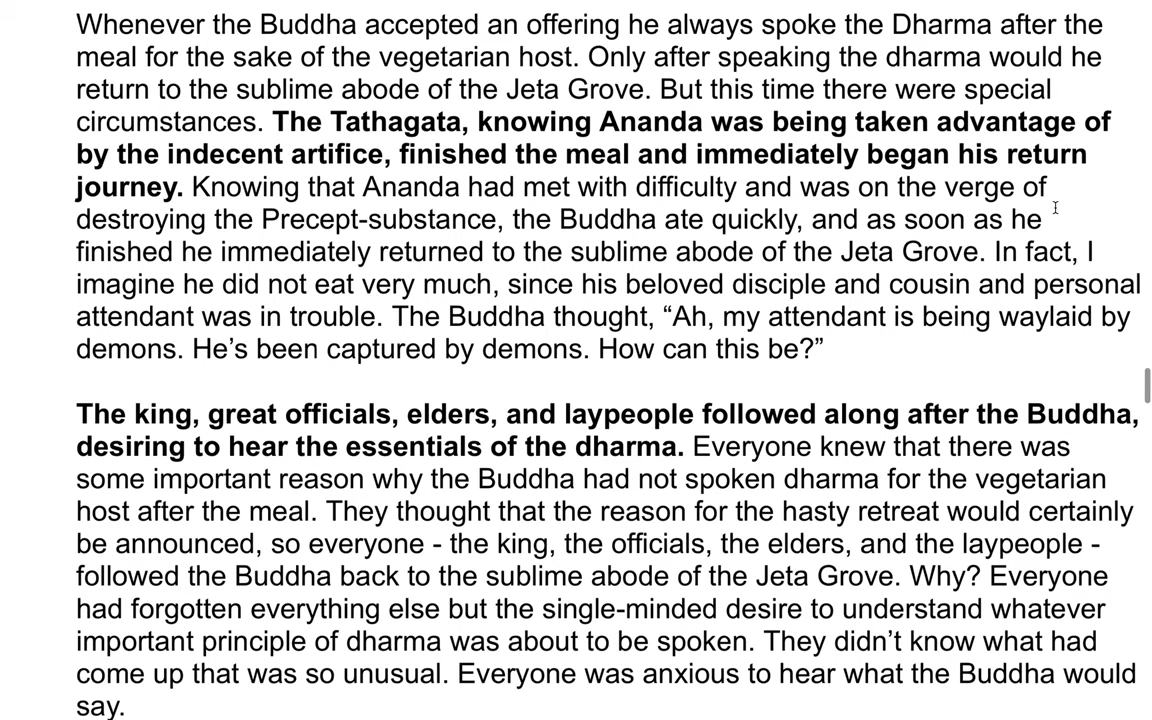 Whenever the Buddha accepted an offering he always spoke the Dharma after the
meal for the sake of the vegetarian host. Only after speaking the dharma would he
return to the sublime abode of the Jeta Grove. But this time there were special
circumstances. The Tathagata, knowing Ananda was being taken advantage of
by the indecent artifice, finished the meal and immediately began his return
journey. Knowing that Ananda had met with difficulty and was on the verge of
destroying the Precept-substance, the Buddha ate quickly, and as soon as he
finished he immediately returned to the sublime abode of the Jeta Grove. In fact, I
imagine he did not eat very much, since his beloved disciple and cousin and personal
attendant was in trouble. The Buddha thought, “Ah, my attendant is being waylaid by
demons. He’s been captured by demons. How can this be?”
The king, great officials, elders, and laypeople followed along after the Buddha,
desiring to hear the essentials of the dharma. Everyone knew that there was
some important reason why the Buddha had not spoken dharma for the vegetarian
host after the meal. They thought that the reason for the hasty retreat would certainly
be announced, so everyone - the king, the officials, the elders, and the laypeople -
followed the Buddha back to the sublime abode of the Jeta Grove. Why? Everyone
had forgotten everything else but the single-minded desire to understand whatever
important principle of dharma was about to be spoken. They didn’t know what had
come up that was so unusual. Everyone was anxious to hear what the Buddha would
say.